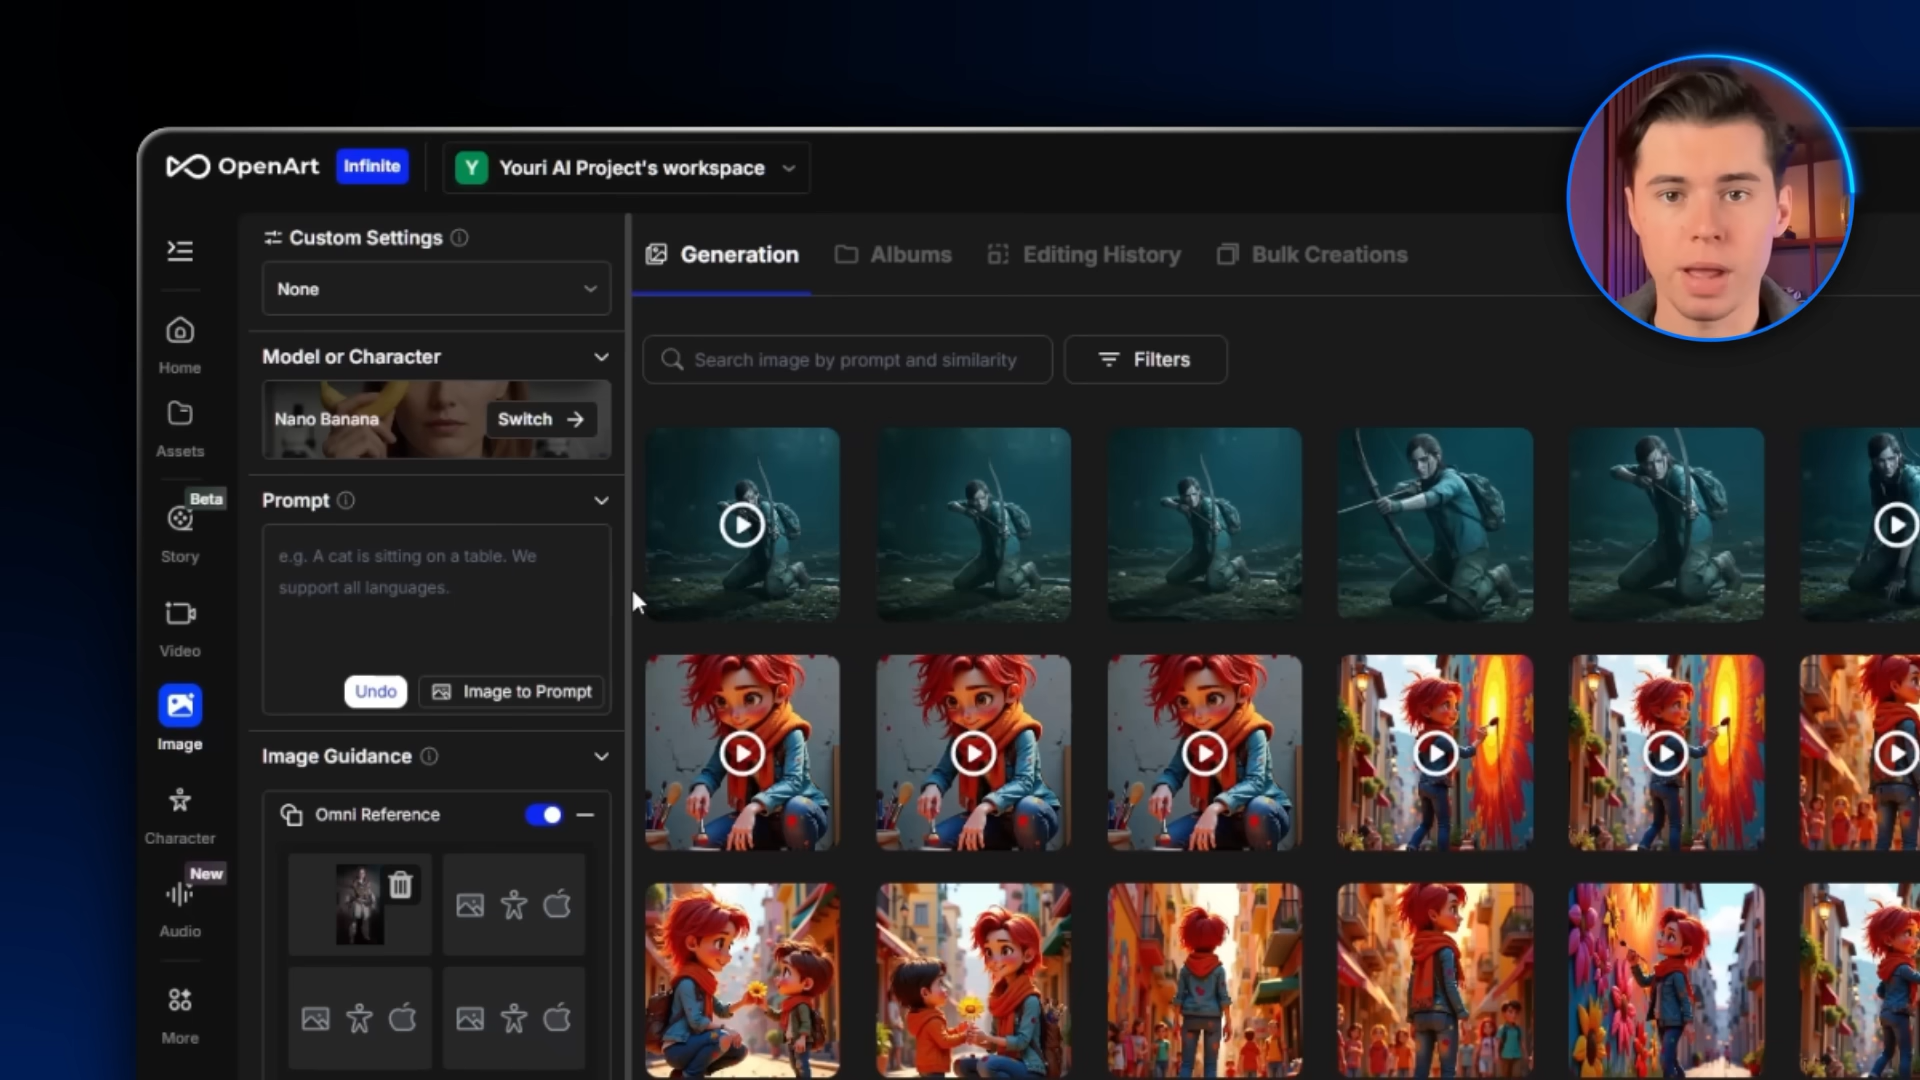 OpenArt
Infinite
Y
Youri AI Project's workspace
Custom Settings
None
Model or Character
Nano Banana
Switch
Prompt
e.g. A cat is sitting on a table. We
support all languages.
Undo
Image to Prompt
Image Guidance
Omni Reference
Home
Assets
Beta
Story
Video
Image
Character
New
Audio
More
Generation
Albums
Editing History
Bulk Creations
Search image by prompt and similarity
Filters